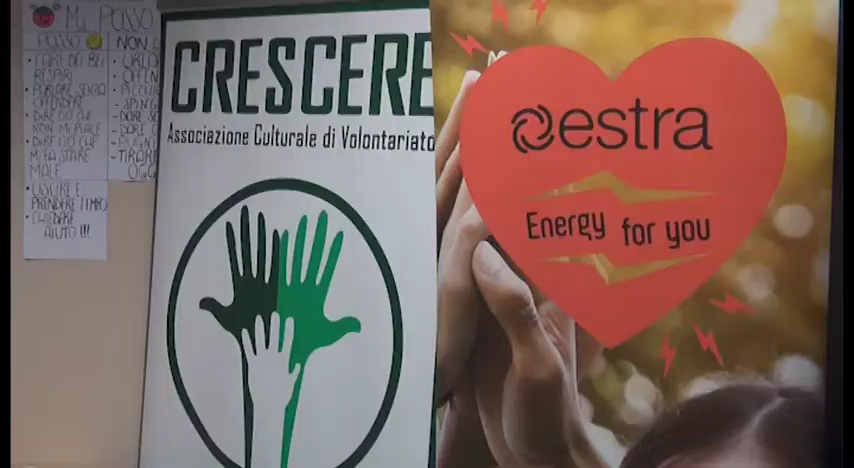 MI POSSO
POSSO
• FARE DEI BEI
RESPIRI
• PARLARE SENZA
OFFENDERE
• DIRE CIÒ CHE
NON MI PIACE
• DIRE CIÒ CHE
MI FA STARE
MALE
• USCIRE E
PRENDERE TEMPO
• CHIEDERE
AIUTO !!!
NON
- TIRARE
OGG
CRESCERE
Associazione Culturale di Volontariato
estra
Energy for you